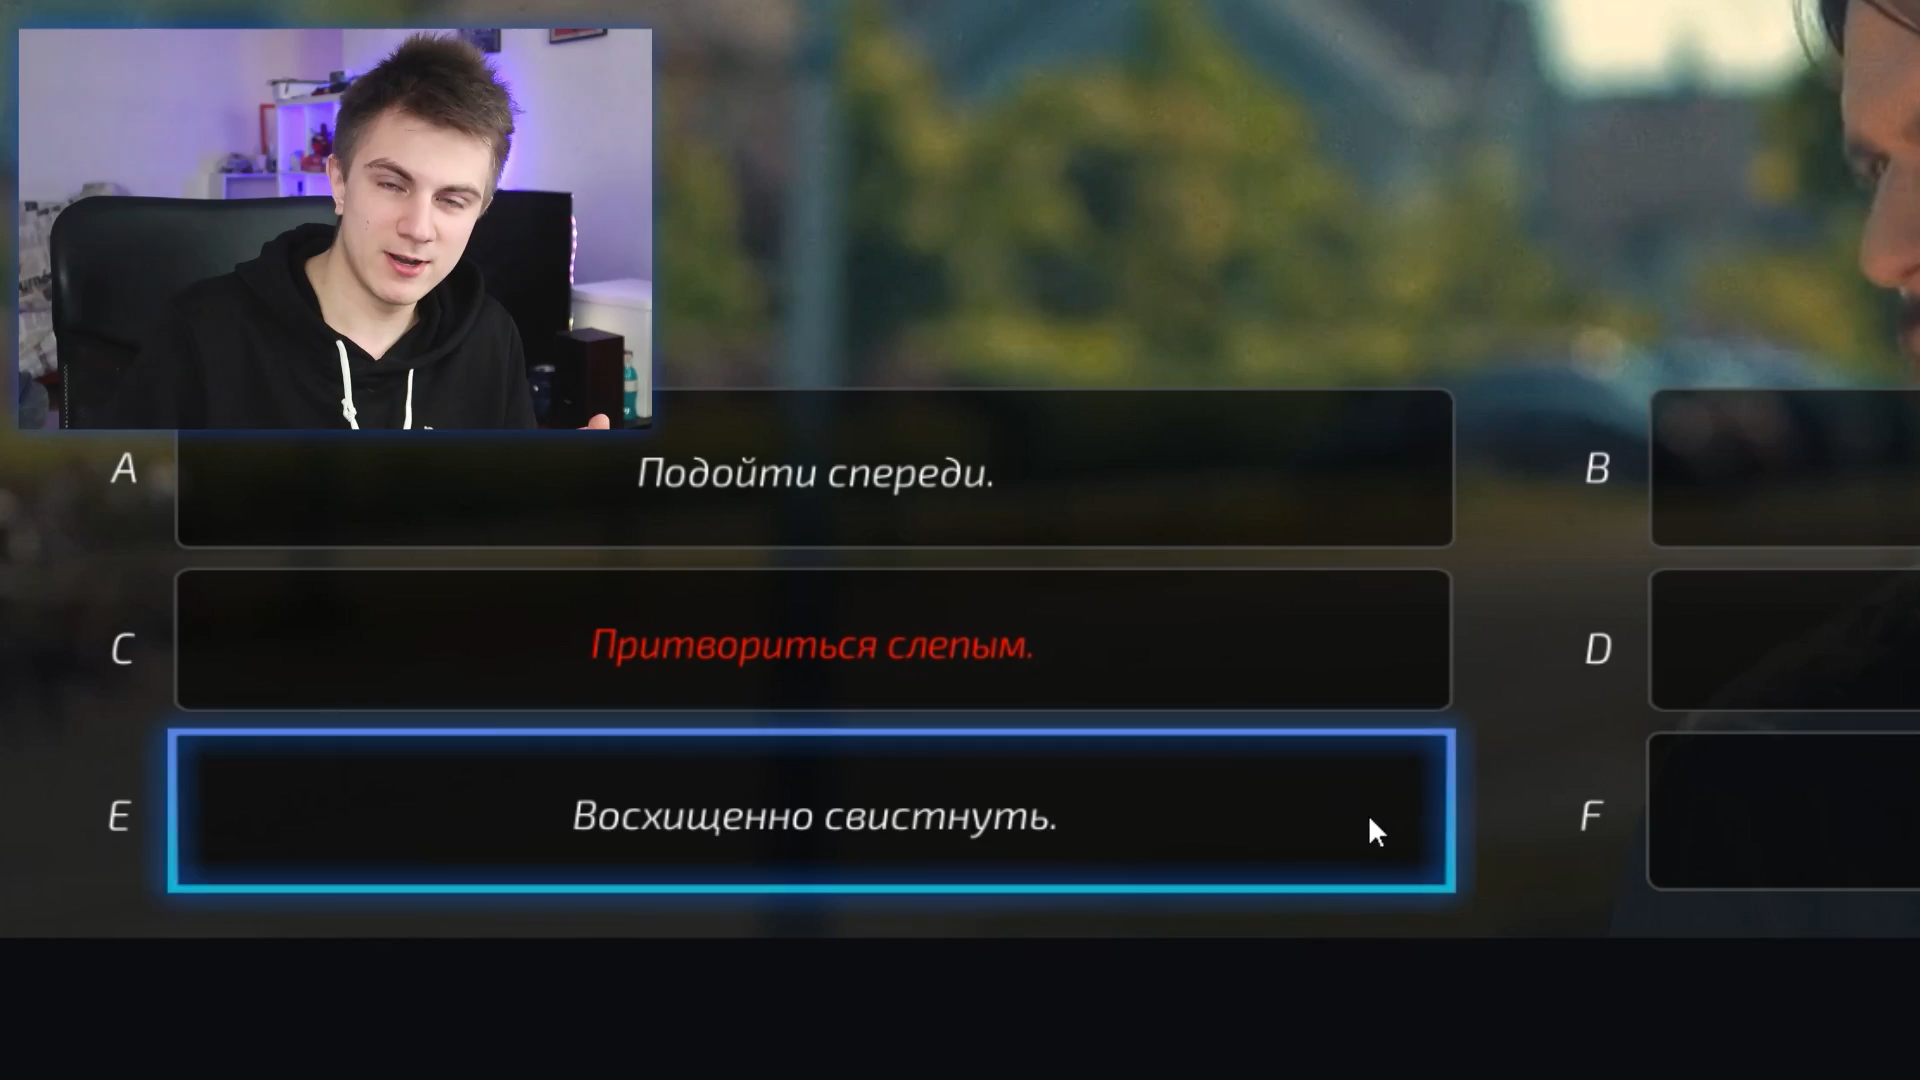 A
Подойти спереди.
B
C
Притвориться слепым.
D
E
Восхищенно свистнуть.
F